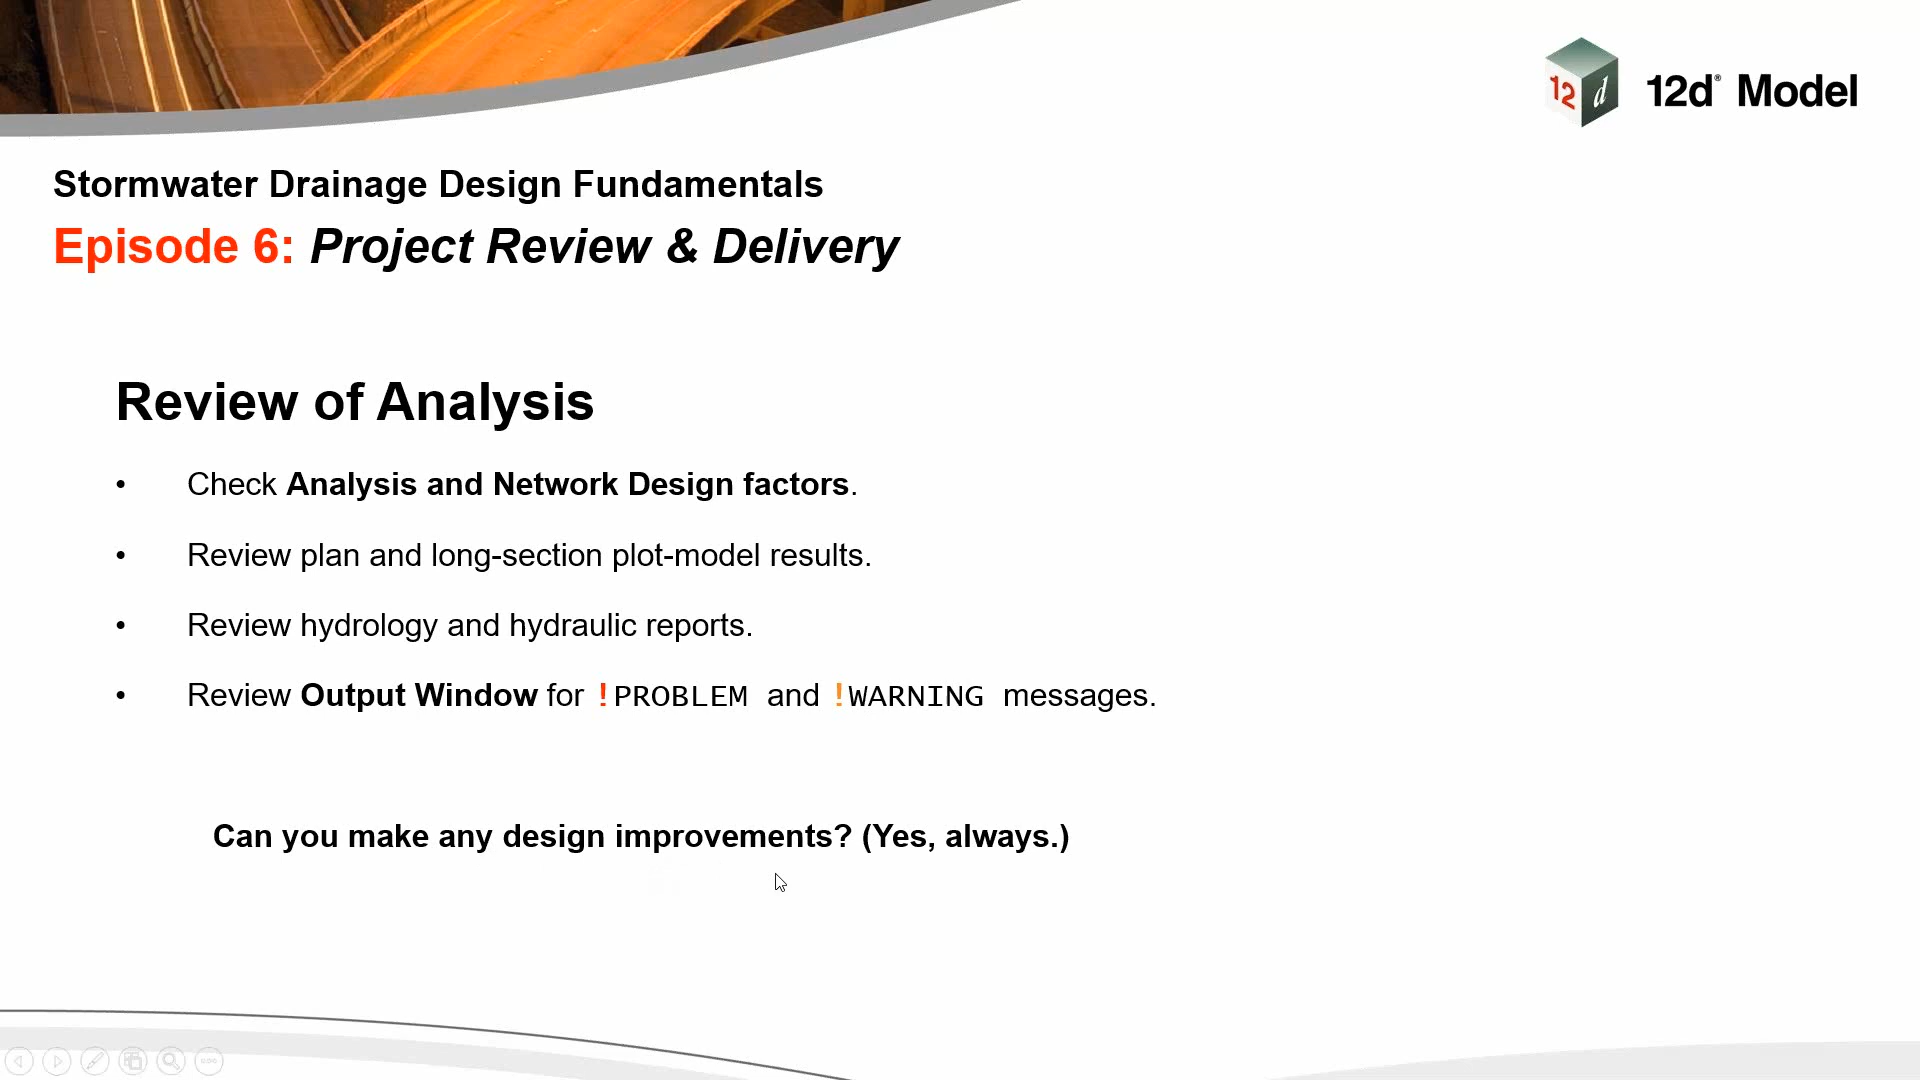 12d
12d® Model
Stormwater Drainage Design Fundamentals
Episode 6: Project Review & Delivery
Review of Analysis
• Check Analysis and Network Design factors.
• Review plan and long-section plot-model results.
• Review hydrology and hydraulic reports.
• Review Output Window for !PROBLEM and !WARNING messages.
Can you make any design improvements? (Yes, always.)